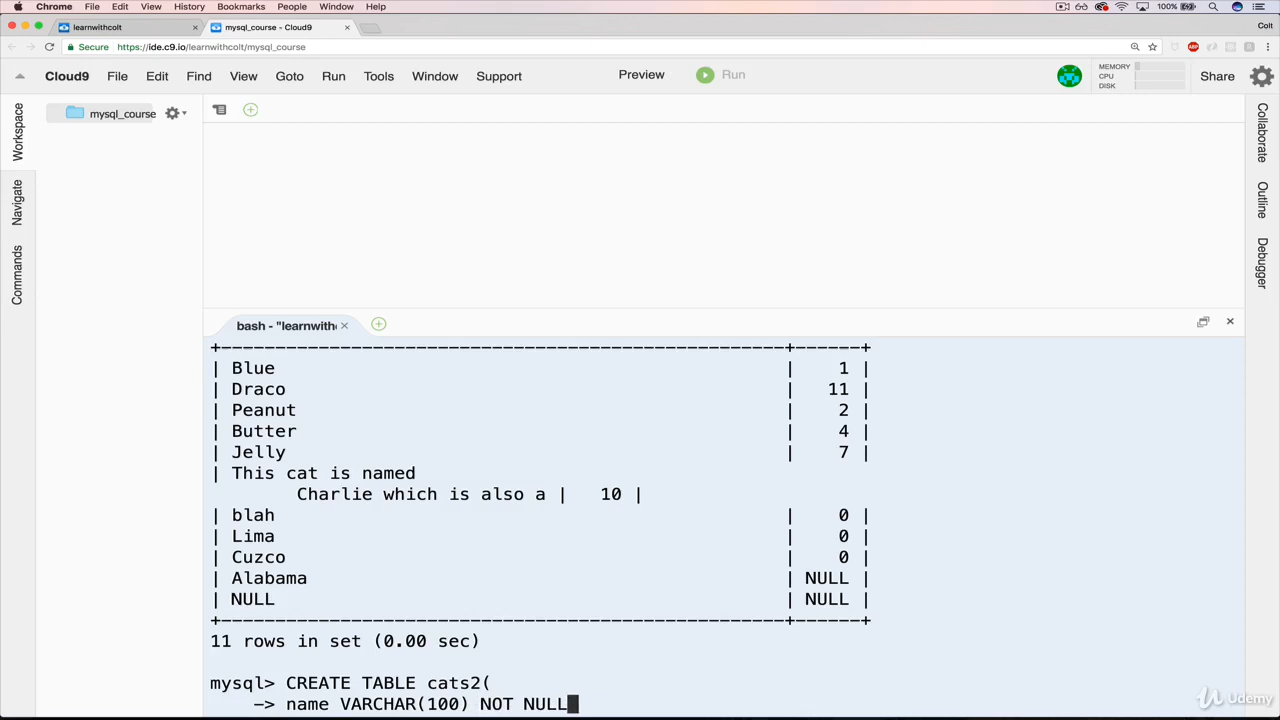 Chrome File Edit View History Bookmarks People Window Help 100%
learnwithcolt mysql_course - Cloud9 Colt
Secure https://ide.c9.io/learnwithcolt/mysql_course
Cloud9 File Edit Find View Goto Run Tools Window Support Preview Run MEMORY CPU DISK Share
mysql_course
Workspace
Navigate
Commands
Collaborate
Outline
Debugger
bash - "learnwith
+-----------------------------------------------------+------+
| Blue | 1 |
| Draco | 11 |
| Peanut | 2 |
| Butter | 4 |
| Jelly | 7 |
| This cat is named
Charlie which is also a | 10 |
| blah | 0 |
| Lima | 0 |
| Cuzco | 0 |
| Alabama | NULL |
| NULL | NULL |
+-----------------------------------------------------+------+
11 rows in set (0.00 sec)
mysql> CREATE TABLE cats2(
-> name VARCHAR(100) NOT NULL
Udemy